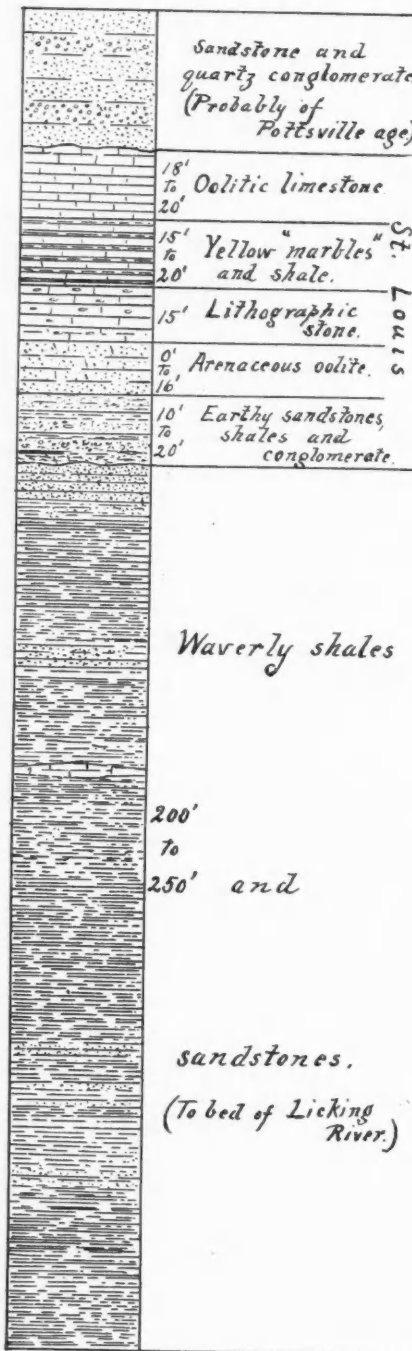 Sandstone and
quartz conglomerate
(Probably of
Pottsville age)
18'
to
20'
Oolitic limestone
15'
to
20'
Yellow "marbles"
and shale.
15'
Lithographic
stone.
0'
to
16'
Arenaceous oolite.
10'
to
20'
Earthy sandstones,
shales and
conglomerate.
St. Louis
Waverly shales
200'
to
250'
and
sandstones.
(To bed of Licking
River.)